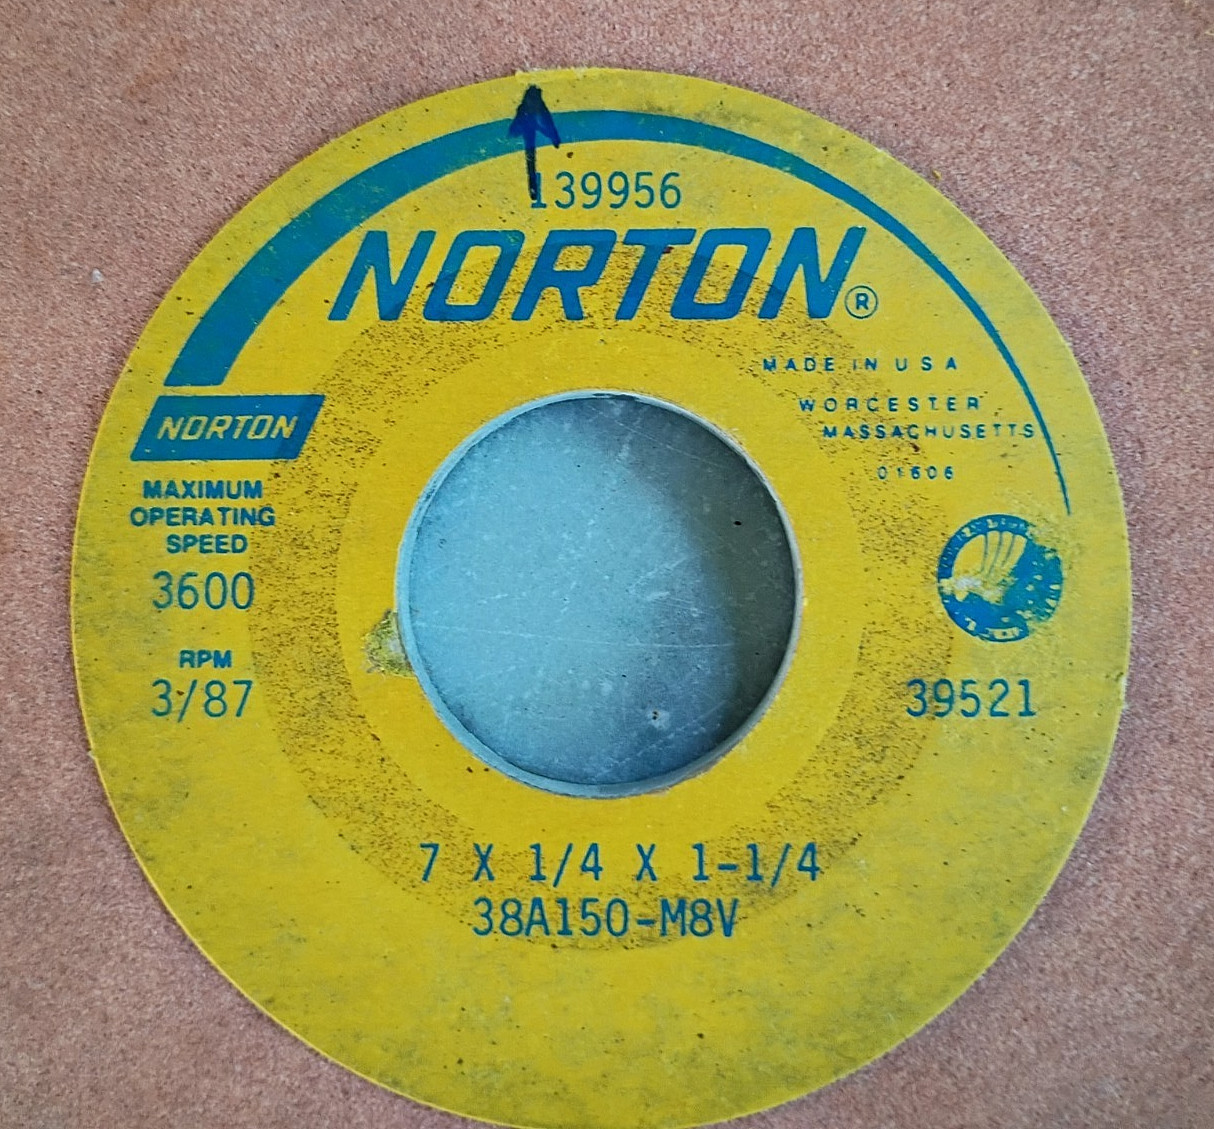 139956
NORTON®
MADE IN USA
WORCESTER
MASSACHUSETTS
01606
NORTON
MAXIMUM
OPERATING
SPEED
3600
RPM
3/87
39521
7 X 1/4 X 1-1/4
38A150-M8V